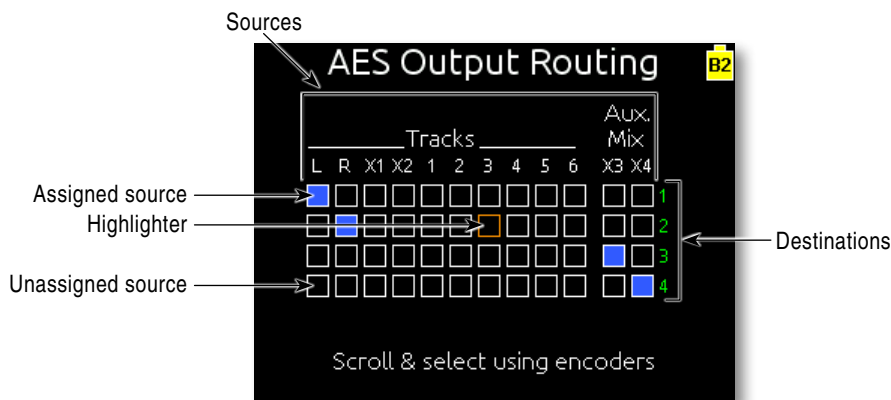 Sources
AES Output Routing
B2
Aux.
Tracks
Mix
L R X1 X2 1 2 3 4 5 6 X3 X4
Assigned source
1
Highlighter
2
3
Destinations
Unassigned source
4
Scroll & select using encoders